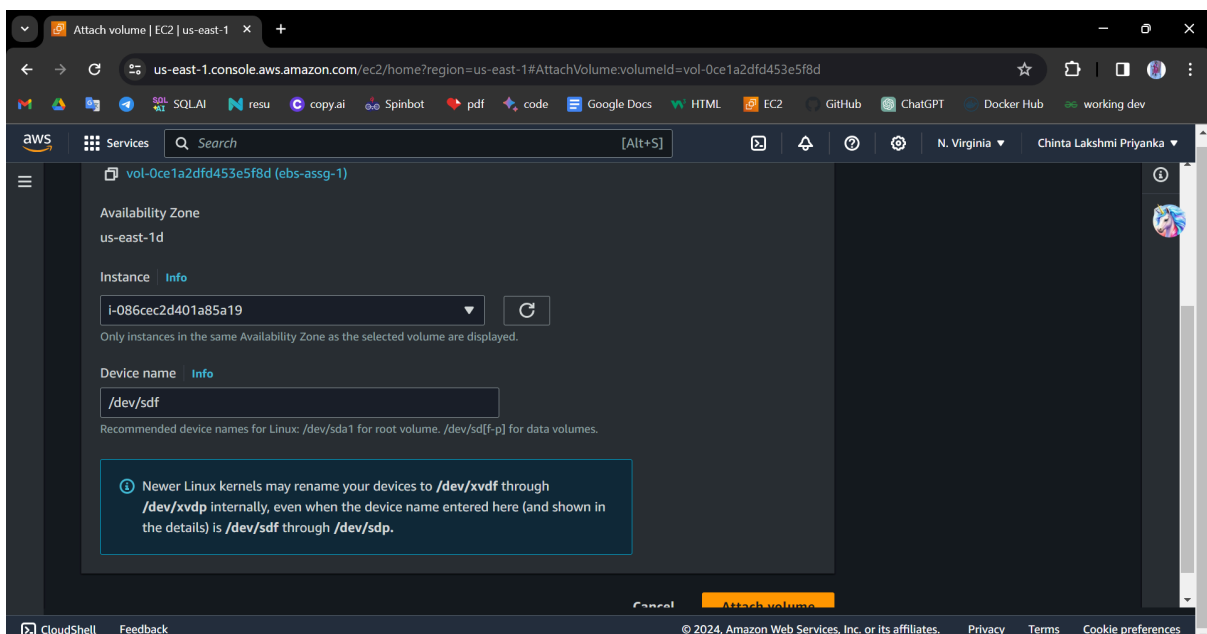 Attach volume | EC2 | us-east-1
us-east-1.console.aws.amazon.com/ec2/home?region=us-east-1#AttachVolume:volumeId=vol-0ce1a2dfd453e5f8d
SQL SQLAI resu copy.ai Spinbot pdf code Google Docs HTML EC2 GitHub ChatGPT Docker Hub working dev
aws Services Search [Alt+S] N. Virginia Chinta Lakshmi Priyanka
vol-0ce1a2dfd453e5f8d (ebs-assg-1)
Availability Zone
us-east-1d
Instance Info
i-086cec2d401a85a19
Only instances in the same Availability Zone as the selected volume are displayed.
Device name Info
/dev/sdf
Recommended device names for Linux: /dev/sda1 for root volume. /dev/sd[f-p] for data volumes.
Newer Linux kernels may rename your devices to /dev/xvdf through
/dev/xvdp internally, even when the device name entered here (and shown in
the details) is /dev/sdf through /dev/sdp.
Cancel Attach volume
CloudShell Feedback © 2024, Amazon Web Services, Inc. or its affiliates. Privacy Terms Cookie preferences